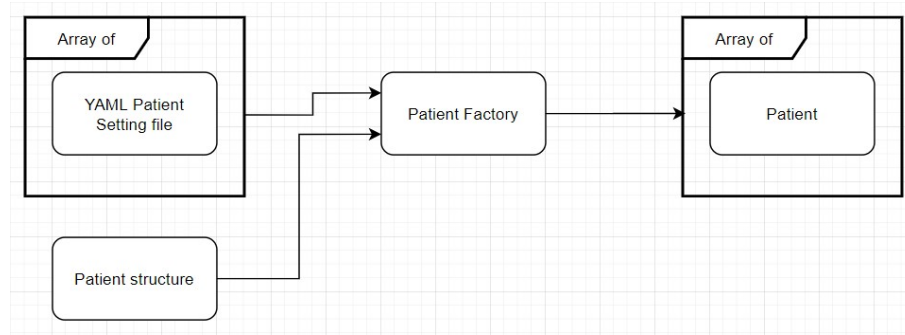 Array of
YAML Patient
Setting file
Patient Factory
Array of
Patient
Patient structure